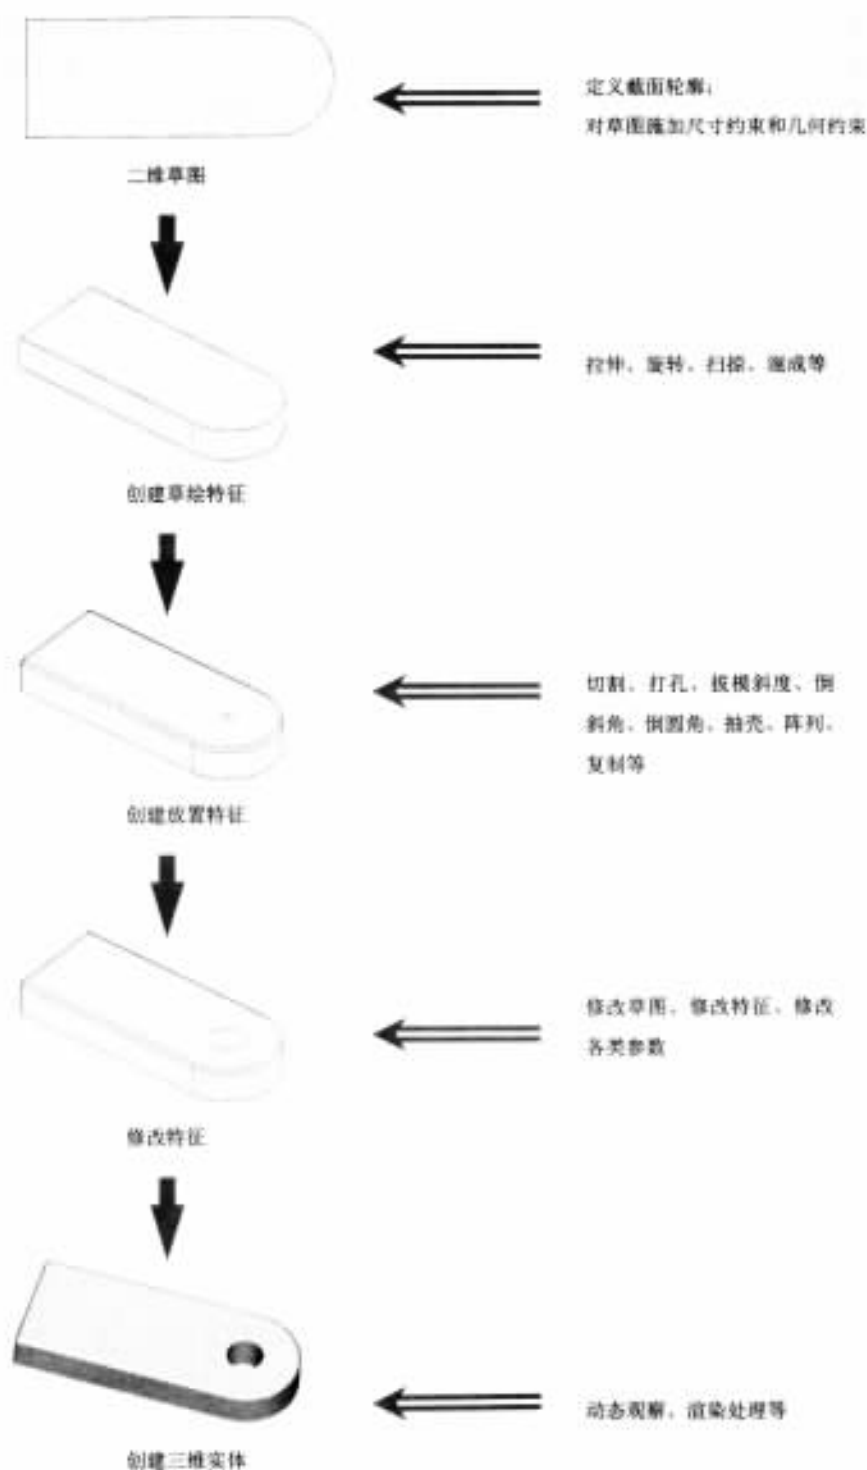 定义截面轮廓；
对草图施加尺寸约束和几何约束
二维草图
拉伸、旋转、扫掠、混成等
创建草绘特征
切割、打孔、拔模斜度、倒
斜角、倒圆角、抽壳、阵列、
复制等
创建放置特征
修改草图、修改特征、修改
各类参数
修改特征
动态观察、渲染处理等
创建三维实体